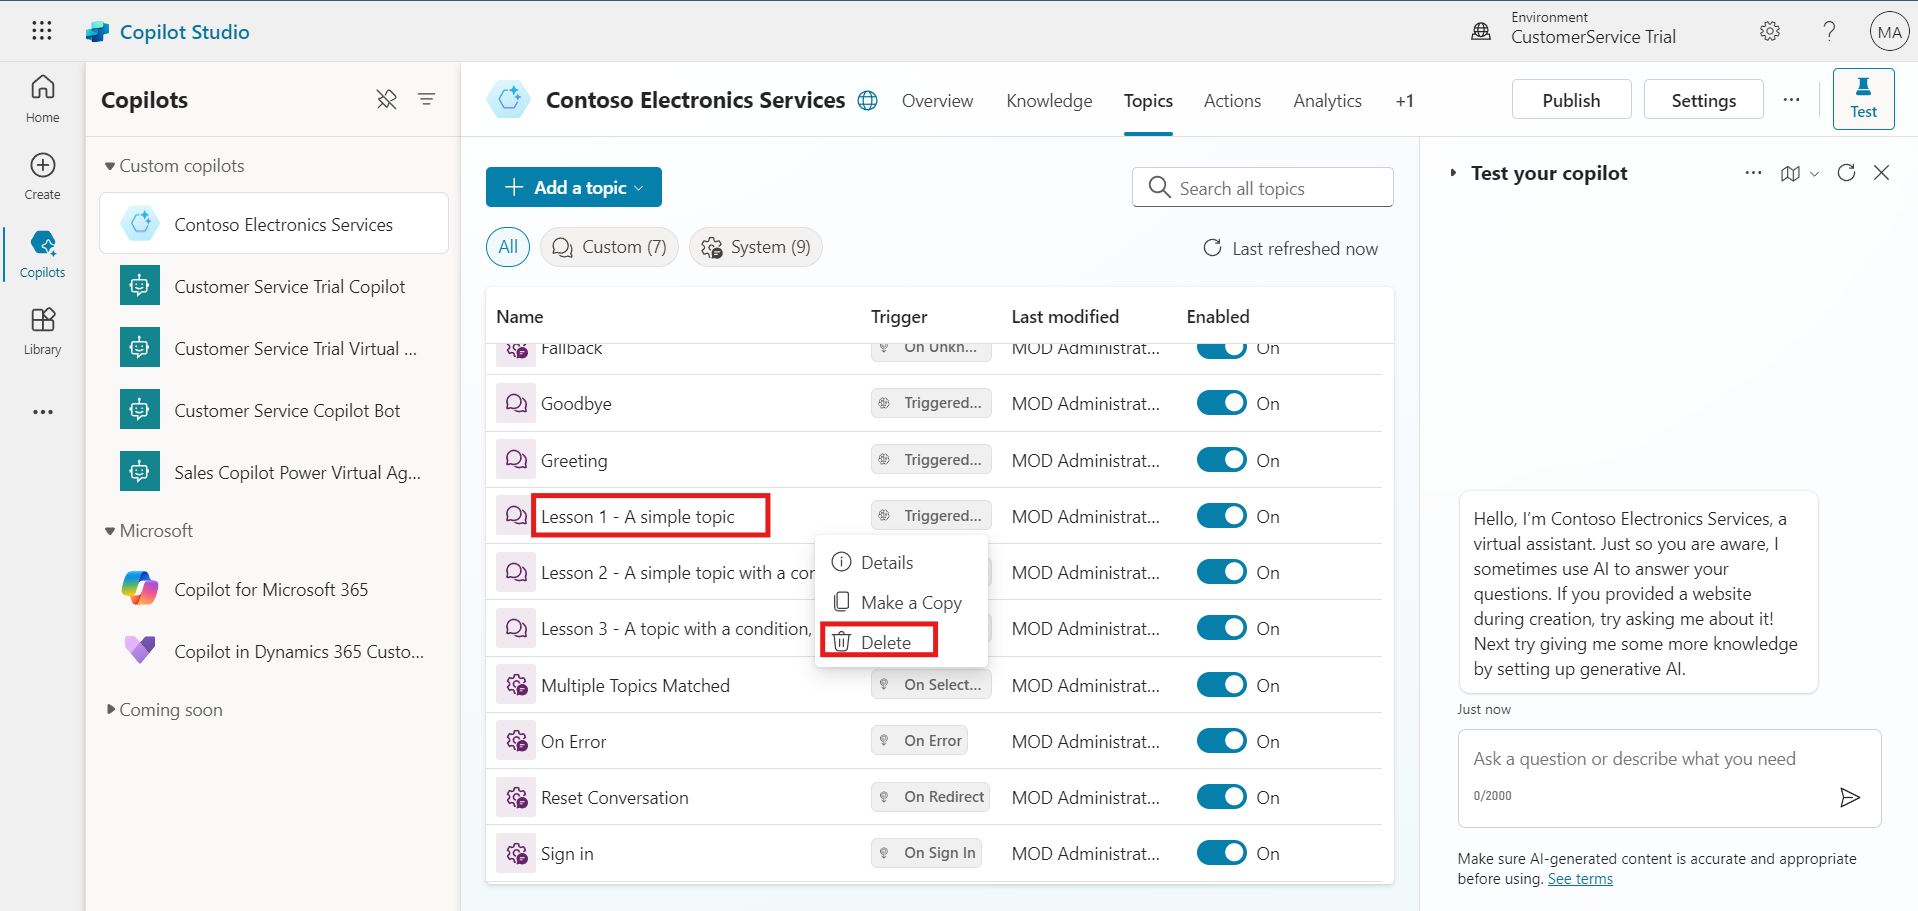 Copilot Studio
Environment
CustomerService Trial
MA
Home
Create
Copilots
Library
Copilots
Custom copilots
Contoso Electronics Services
Customer Service Trial Copilot
Customer Service Trial Virtual ...
Customer Service Copilot Bot
Sales Copilot Power Virtual Ag...
Microsoft
Copilot for Microsoft 365
Copilot in Dynamics 365 Custo...
Coming soon
Contoso Electronics Services
Overview
Knowledge
Topics
Actions
Analytics
+1
Publish
Settings
Test
Add a topic
Search all topics
All
Custom (7)
System (9)
Last refreshed now
Name Trigger Last modified Enabled
Fallback On Unkn... MOD Administrat... On
Goodbye Triggered... MOD Administrat... On
Greeting Triggered... MOD Administrat... On
Lesson 1 - A simple topic Triggered... MOD Administrat... On
Lesson 2 - A simple topic with a con MOD Administrat... On
Lesson 3 - A topic with a condition, MOD Administrat... On
Details
Make a Copy
Delete
Multiple Topics Matched On Select... MOD Administrat... On
On Error On Error MOD Administrat... On
Reset Conversation On Redirect MOD Administrat... On
Sign in On Sign In MOD Administrat... On
Test your copilot
Hello, I'm Contoso Electronics Services, a
virtual assistant. Just so you are aware, I
sometimes use AI to answer your
questions. If you provided a website
during creation, try asking me about it!
Next try giving me some more knowledge
by setting up generative AI.
Just now
Ask a question or describe what you need
0/2000
Make sure AI-generated content is accurate and appropriate
before using. See terms